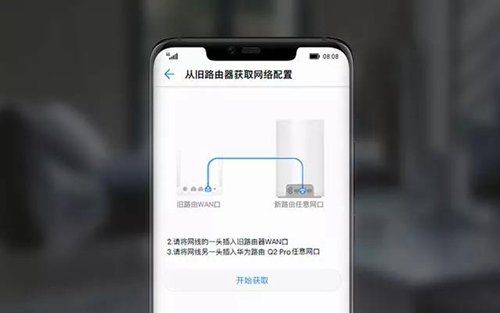 08:08
从旧路由器获取网络配置
旧路由WAN口
新路由任意网口
2.请将网线的一头插入旧路由器WAN口
3.请将网线另一头插入华为路由 Q2 Pro任意网口
开始获取